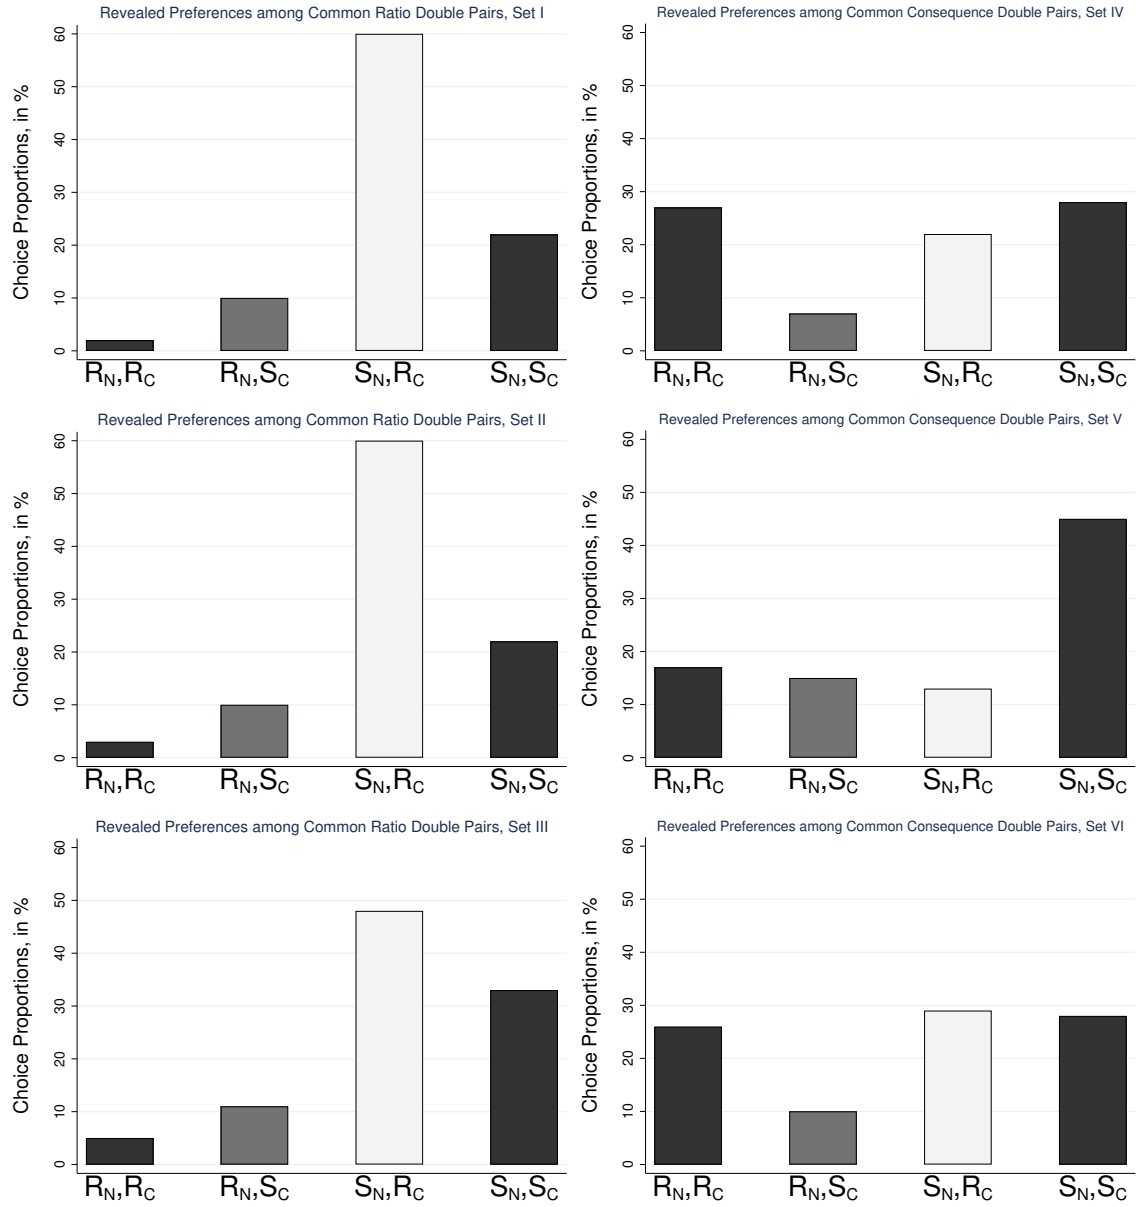 Revealed Preferences among Common Ratio Double Pairs, Set I
Choice Proportions, in %
60
50
40
30
20
10
0
R_N,R_C R_N,S_C S_N,R_C S_N,S_C
Revealed Preferences among Common Consequence Double Pairs, Set IV
Choice Proportions, in %
60
50
40
30
20
10
0
R_N,R_C R_N,S_C S_N,R_C S_N,S_C
Revealed Preferences among Common Ratio Double Pairs, Set II
Choice Proportions, in %
60
50
40
30
20
10
0
R_N,R_C R_N,S_C S_N,R_C S_N,S_C
Revealed Preferences among Common Consequence Double Pairs, Set V
Choice Proportions, in %
60
50
40
30
20
10
0
R_N,R_C R_N,S_C S_N,R_C S_N,S_C
Revealed Preferences among Common Ratio Double Pairs, Set III
Choice Proportions, in %
60
50
40
30
20
10
0
R_N,R_C R_N,S_C S_N,R_C S_N,S_C
Revealed Preferences among Common Consequence Double Pairs, Set VI
Choice Proportions, in %
60
50
40
30
20
10
0
R_N,R_C R_N,S_C S_N,R_C S_N,S_C